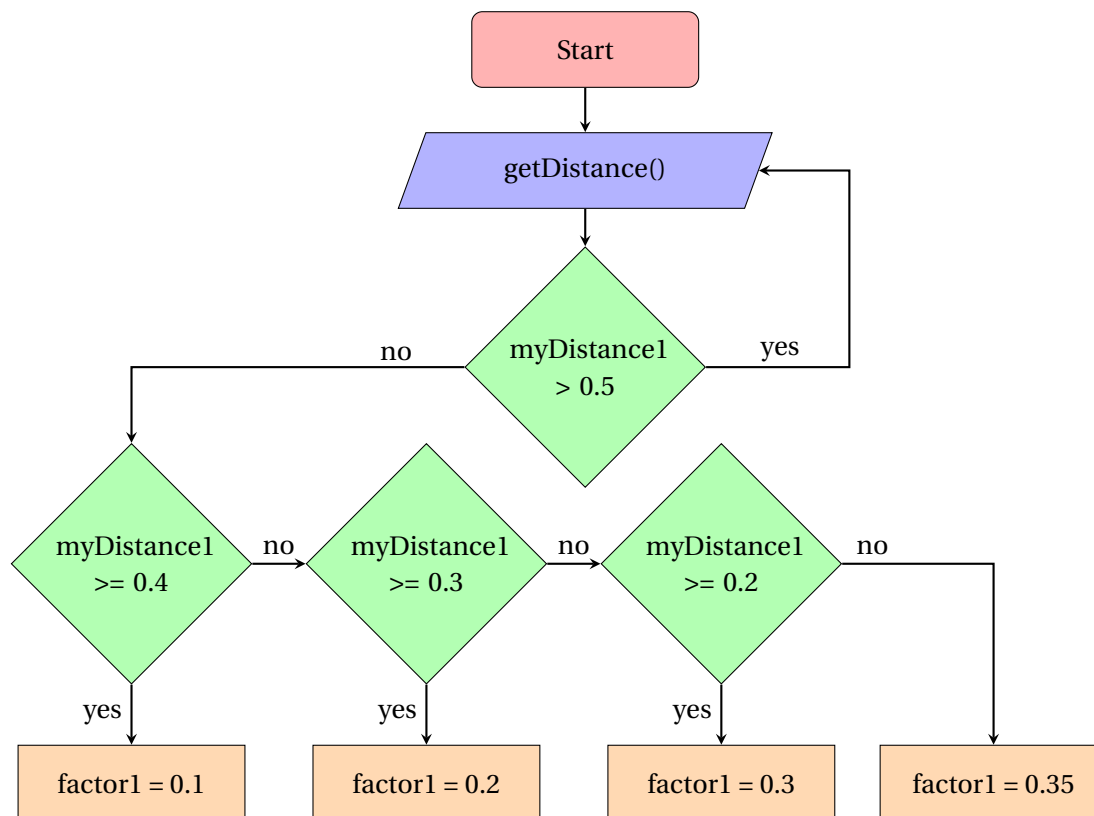 Start
getDistance()
myDistance1
> 0.5
yes
no
myDistance1
>= 0.4
no
myDistance1
>= 0.3
no
myDistance1
>= 0.2
no
yes
yes
yes
factor1 = 0.1
factor1 = 0.2
factor1 = 0.3
factor1 = 0.35